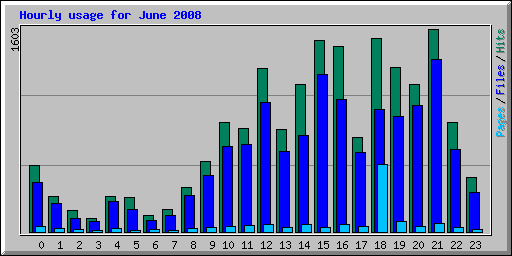 Hourly usage for June 2008
1603
Pages / Files / Hits
0 1 2 3 4 5 6 7 8 9 10 11 12 13 14 15 16 17 18 19 20 21 22 23